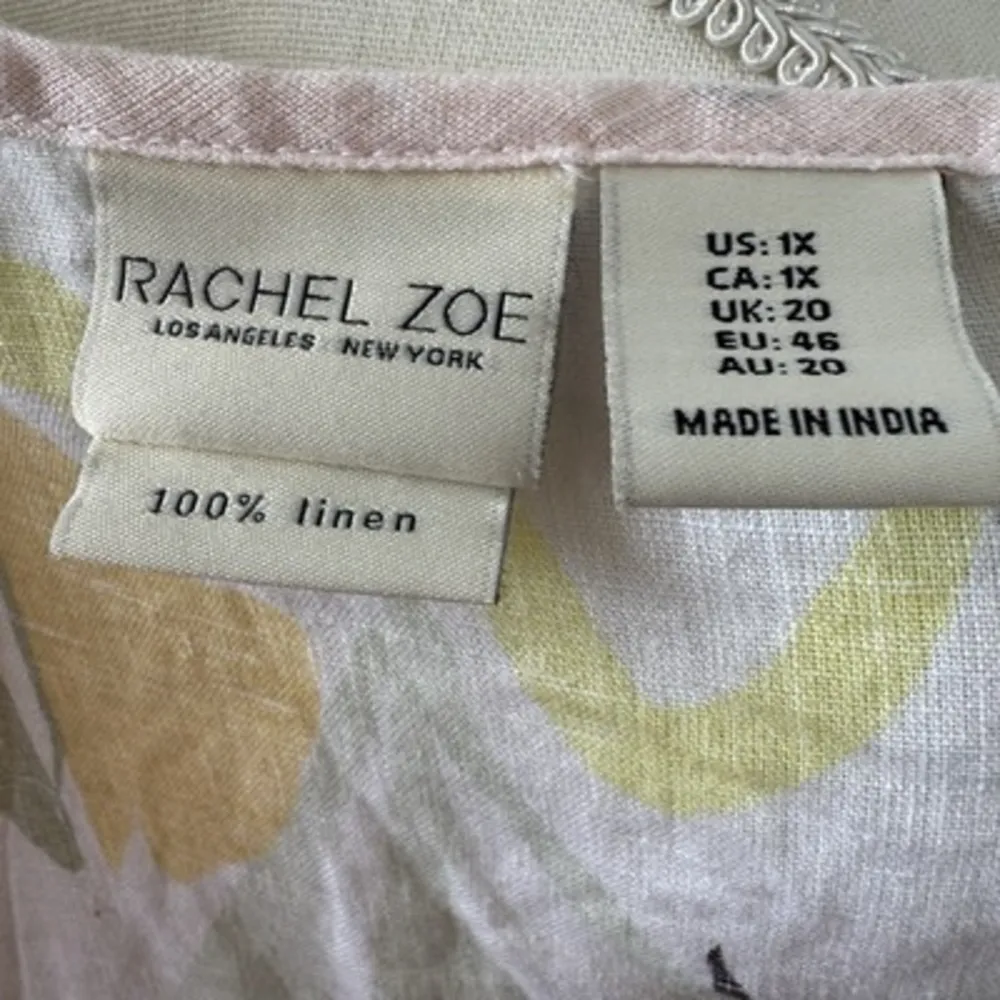 RACHEL ZOE
LOS ANGELES NEW YORK
100% linen
US: 1X
CA: 1X
UK: 20
EU: 46
AU: 20
MADE IN INDIA